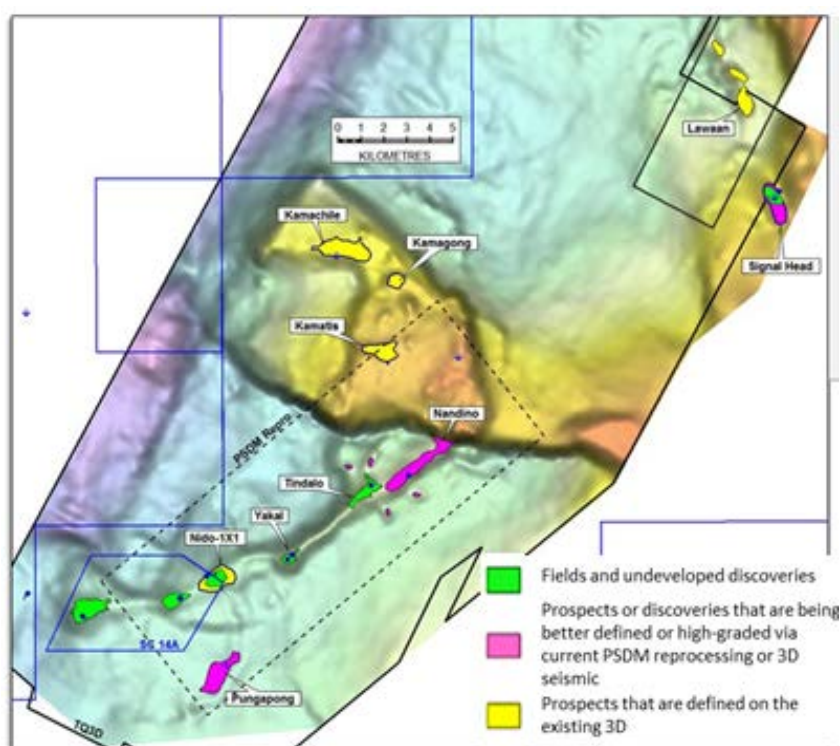 Lawaan
0 1 2 3 4 5
KILOMETRES
Kamachile
Kamagong
Signal Head
Kamatis
Nandino
PSDM Repro
Tindalo
Yakal
Nido-1X1
SC 14A
Pungapong
TQ3D
Fields and undeveloped discoveries
Prospects or discoveries that are being
better defined or high-graded via
current PSDM reprocessing or 3D
seismic
Prospects that are defined on the
existing 3D